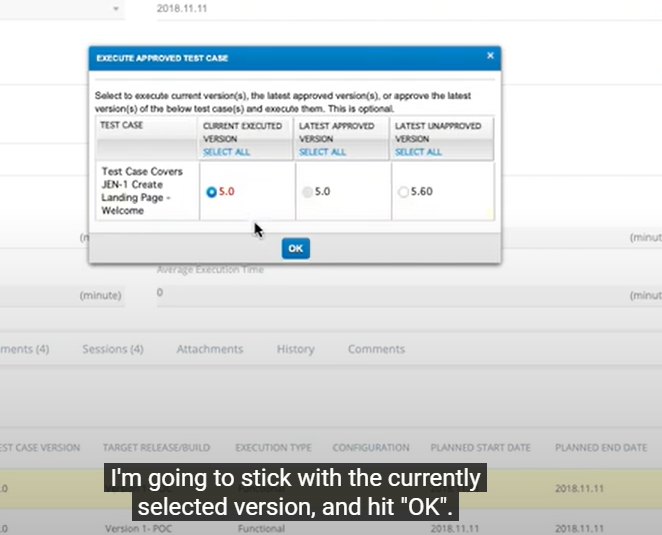 2018.11.11
EXECUTE APPROVED TEST CASE
Select to execute current version(s), the latest approved version(s), or approve the latest
version(s) of the below test case(s) and execute them. This is optional.
TEST CASE
CURRENT EXECUTED
VERSION
SELECT ALL
LATEST APPROVED
VERSION
SELECT ALL
LATEST UNAPPROVED
VERSION
SELECT ALL
Test Case Covers
JEN-1 Create
Landing Page -
Welcome
5.0
5.0
5.60
OK
(minut
Average Execution Time
(minute)
0
(minut
ments (4) Sessions (4) Attachments History Comments
EST CASE VERSION TARGET RELEASE/BUILD EXECUTION TYPE CONFIGURATION PLANNED START DATE PLANNED END DATE
.0 2018.11.11
I'm going to stick with the currently
selected version, and hit "OK".
.0 Version 1- POC Functional 2018.11.11 2018.11.11